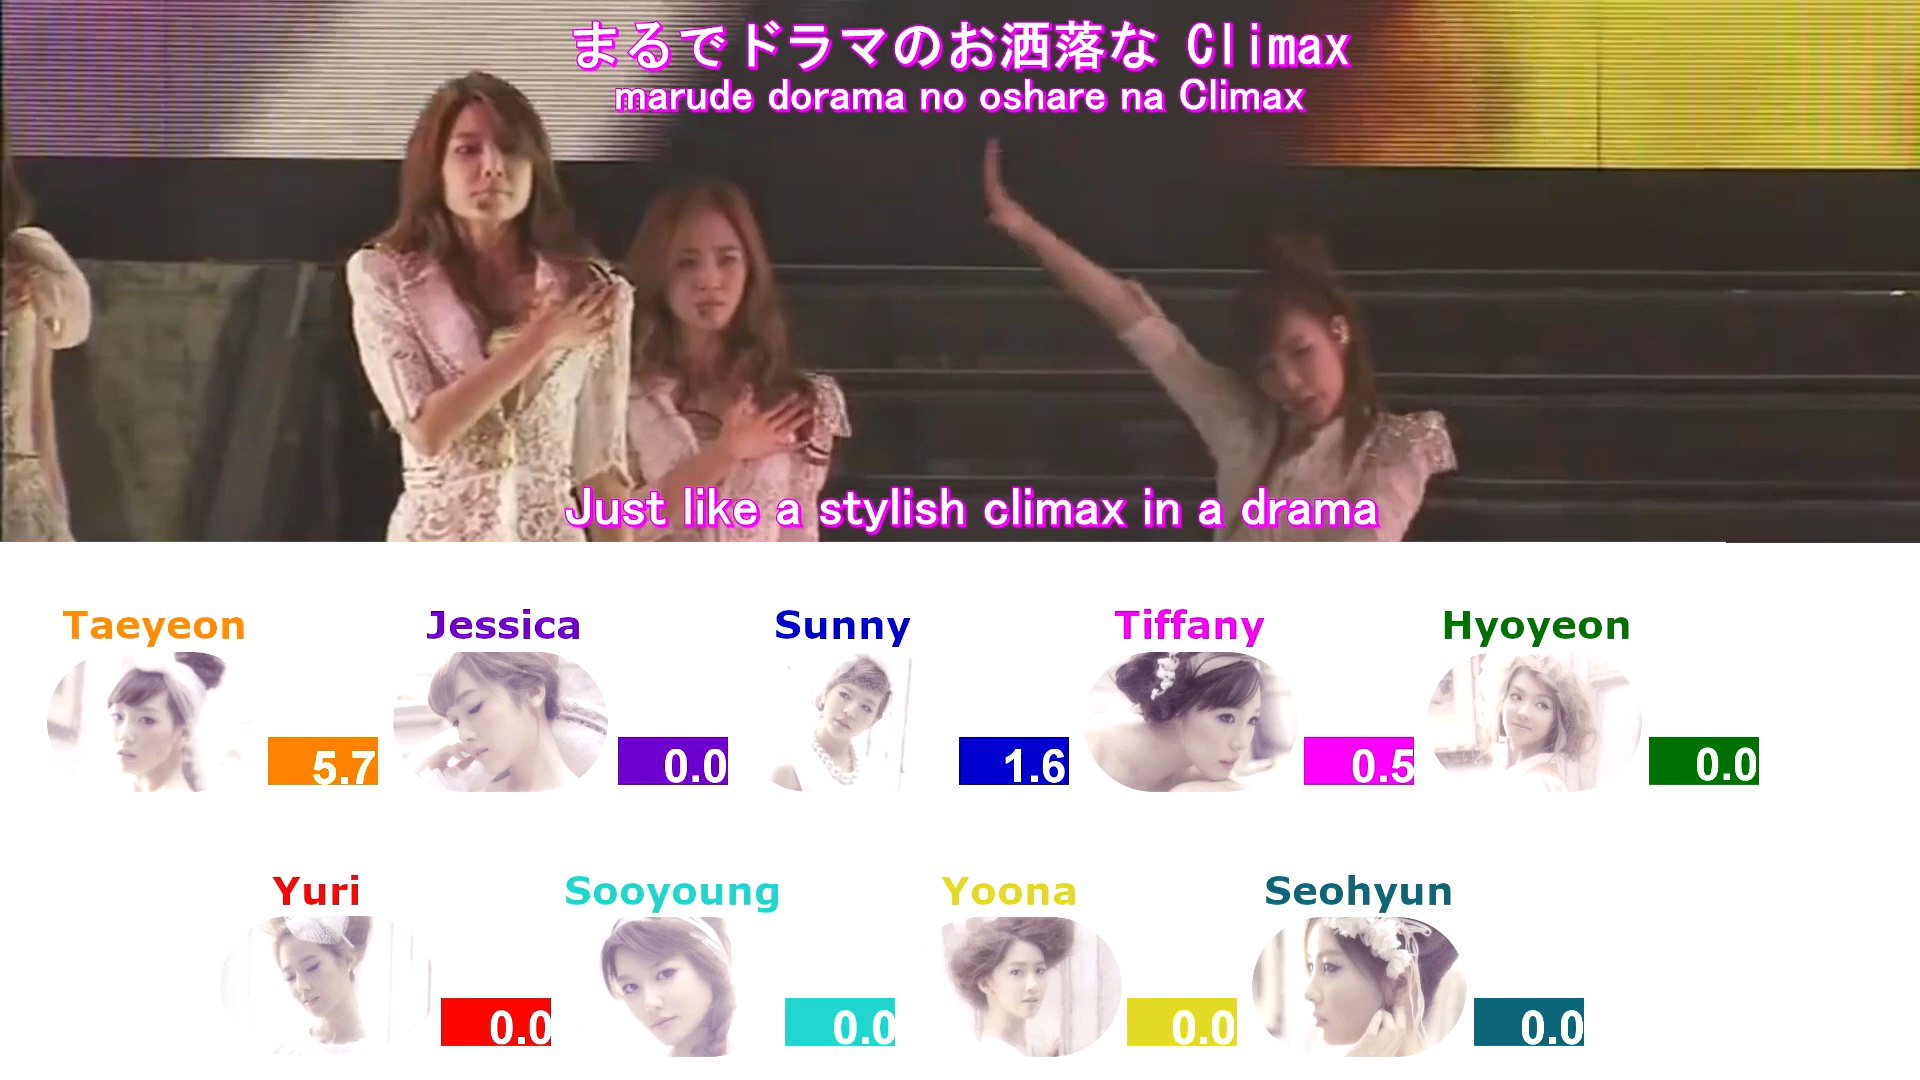 まるでドラマのお洒落な Climax
marude dorama no oshare na Climax
Just like a stylish climax in a drama
Taeyeon
5.7
Jessica
0.0
Sunny
1.6
Tiffany
0.5
Hyoyeon
0.0
Yuri
0.0
Sooyoung
0.0
Yoona
0.0
Seohyun
0.0